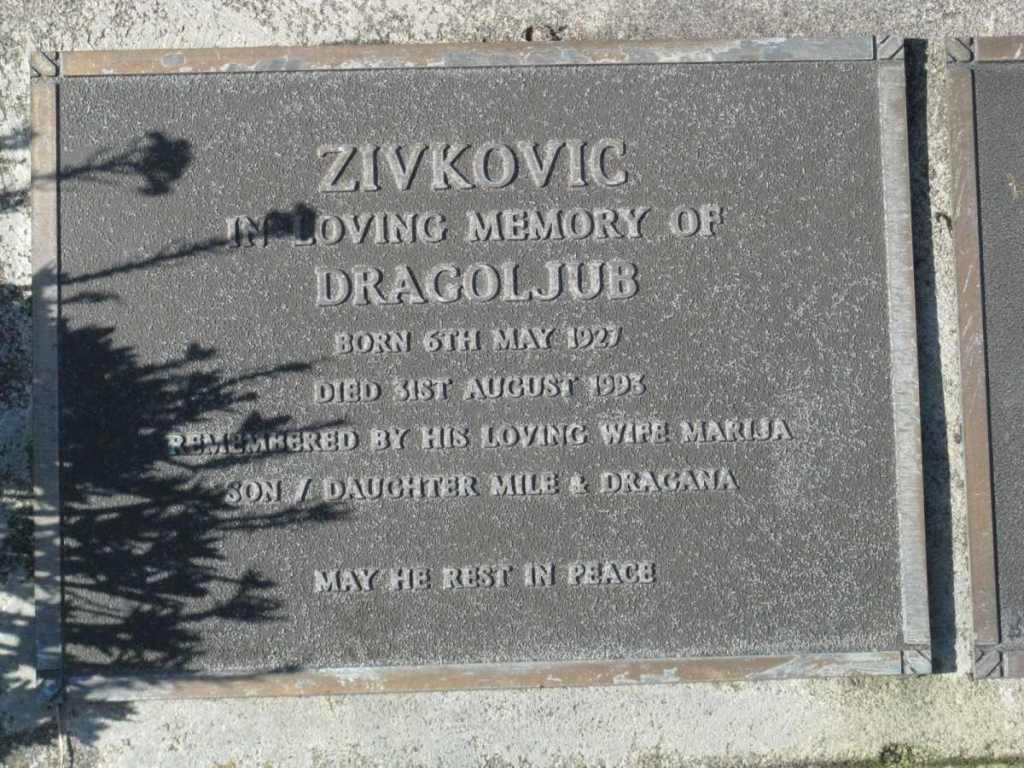 ZIVKOVIC
IN LOVING MEMORY OF
DRAGOLJUB
BORN 6TH MAY 1927
DIED 31ST AUGUST 1993
REMEMBERED BY HIS LOVING WIFE MARIJA
SON / DAUGHTER MILE & DRAGANA
MAY HE REST IN PEACE